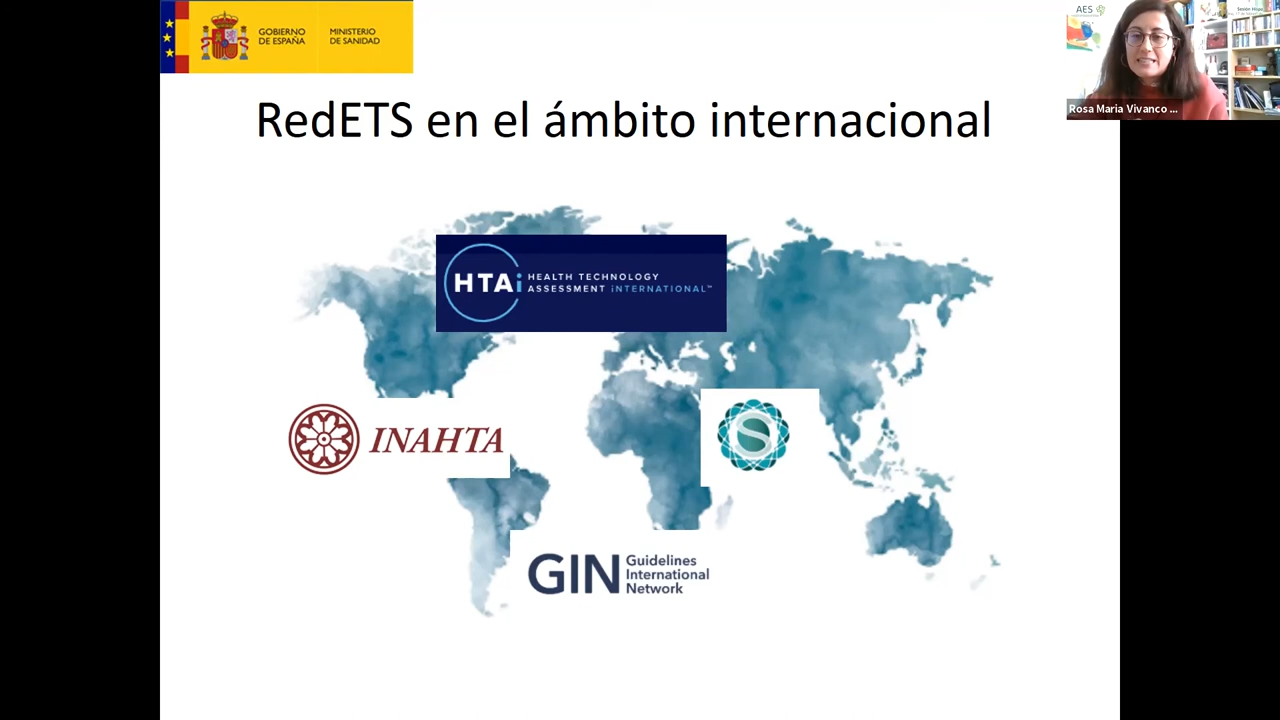 GOBIERNO
DE ESPAÑA
MINISTERIO
DE SANIDAD
AES
Rosa Maria Vivanco ...
RedETS en el ámbito internacional
HTAi
HEALTH TECHNOLOGY
ASSESSMENT iNTERNATIONAL™
INAHTA
S
GIN
Guidelines
International
Network